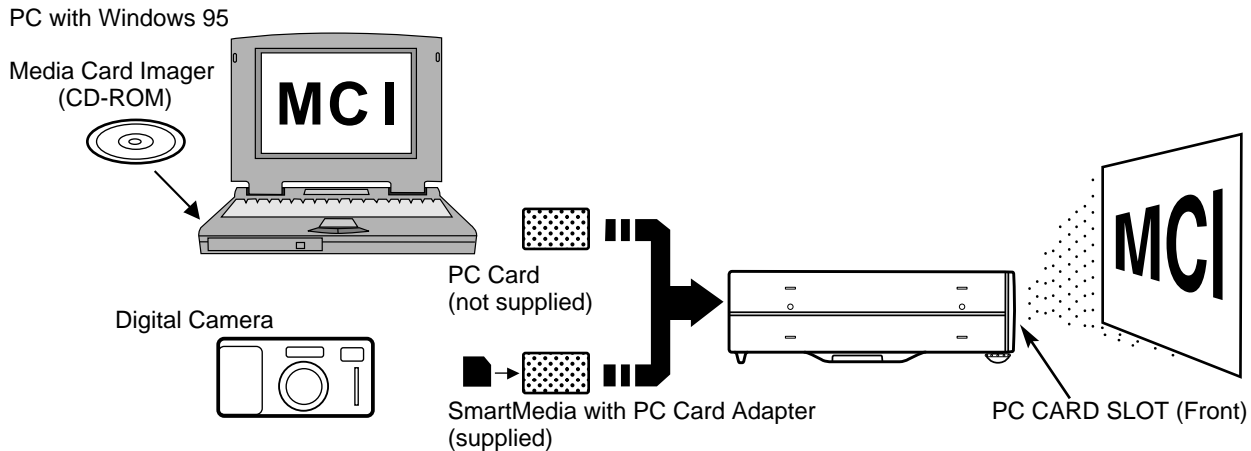 PC with Windows 95
Media Card Imager
(CD-ROM)
MCI
PC Card
(not supplied)
MCI
Digital Camera
SmartMedia with PC Card Adapter
(supplied)
PC CARD SLOT (Front)